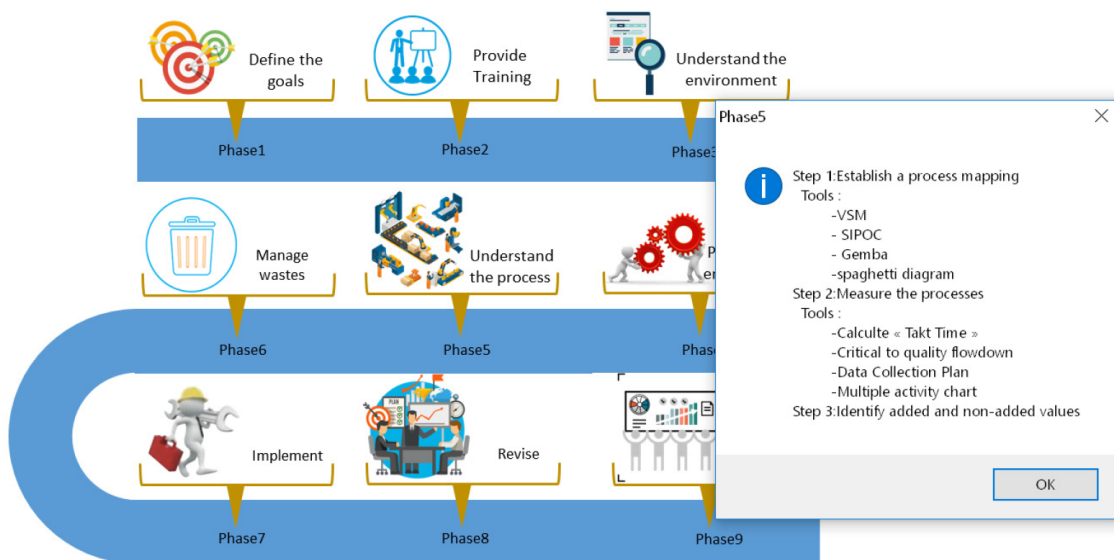 Define the
goals
Provide
Training
Understand the
environment
Phase1
Phase2
Phase3
Manage
wastes
Understand
the process
Phase6
Phase5
Implement
PLAN
Revise
Phase7
Phase8
Phase9
Phase5
Step 1:Establish a process mapping
Tools :
-VSM
- SIPOC
- Gemba
-spaghetti diagram
Step 2:Measure the processes
Tools :
-Calculte « Takt Time »
-Critical to quality flowdown
-Data Collection Plan
-Multiple activity chart
Step 3:Identify added and non-added values
OK